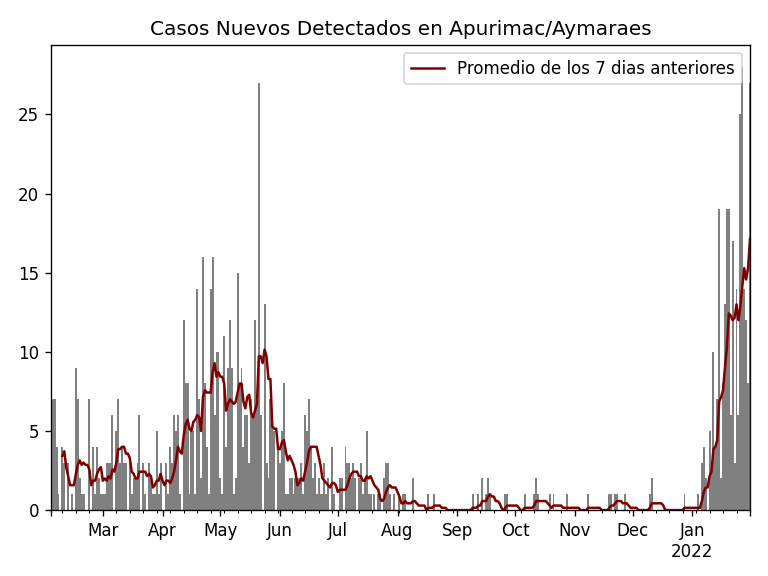 Casos Nuevos Detectados en Apurimac/Aymaraes
Promedio de los 7 dias anteriores
25
20
15
10
5
0
Mar Apr May Jun Jul Aug Sep Oct Nov Dec Jan
2022